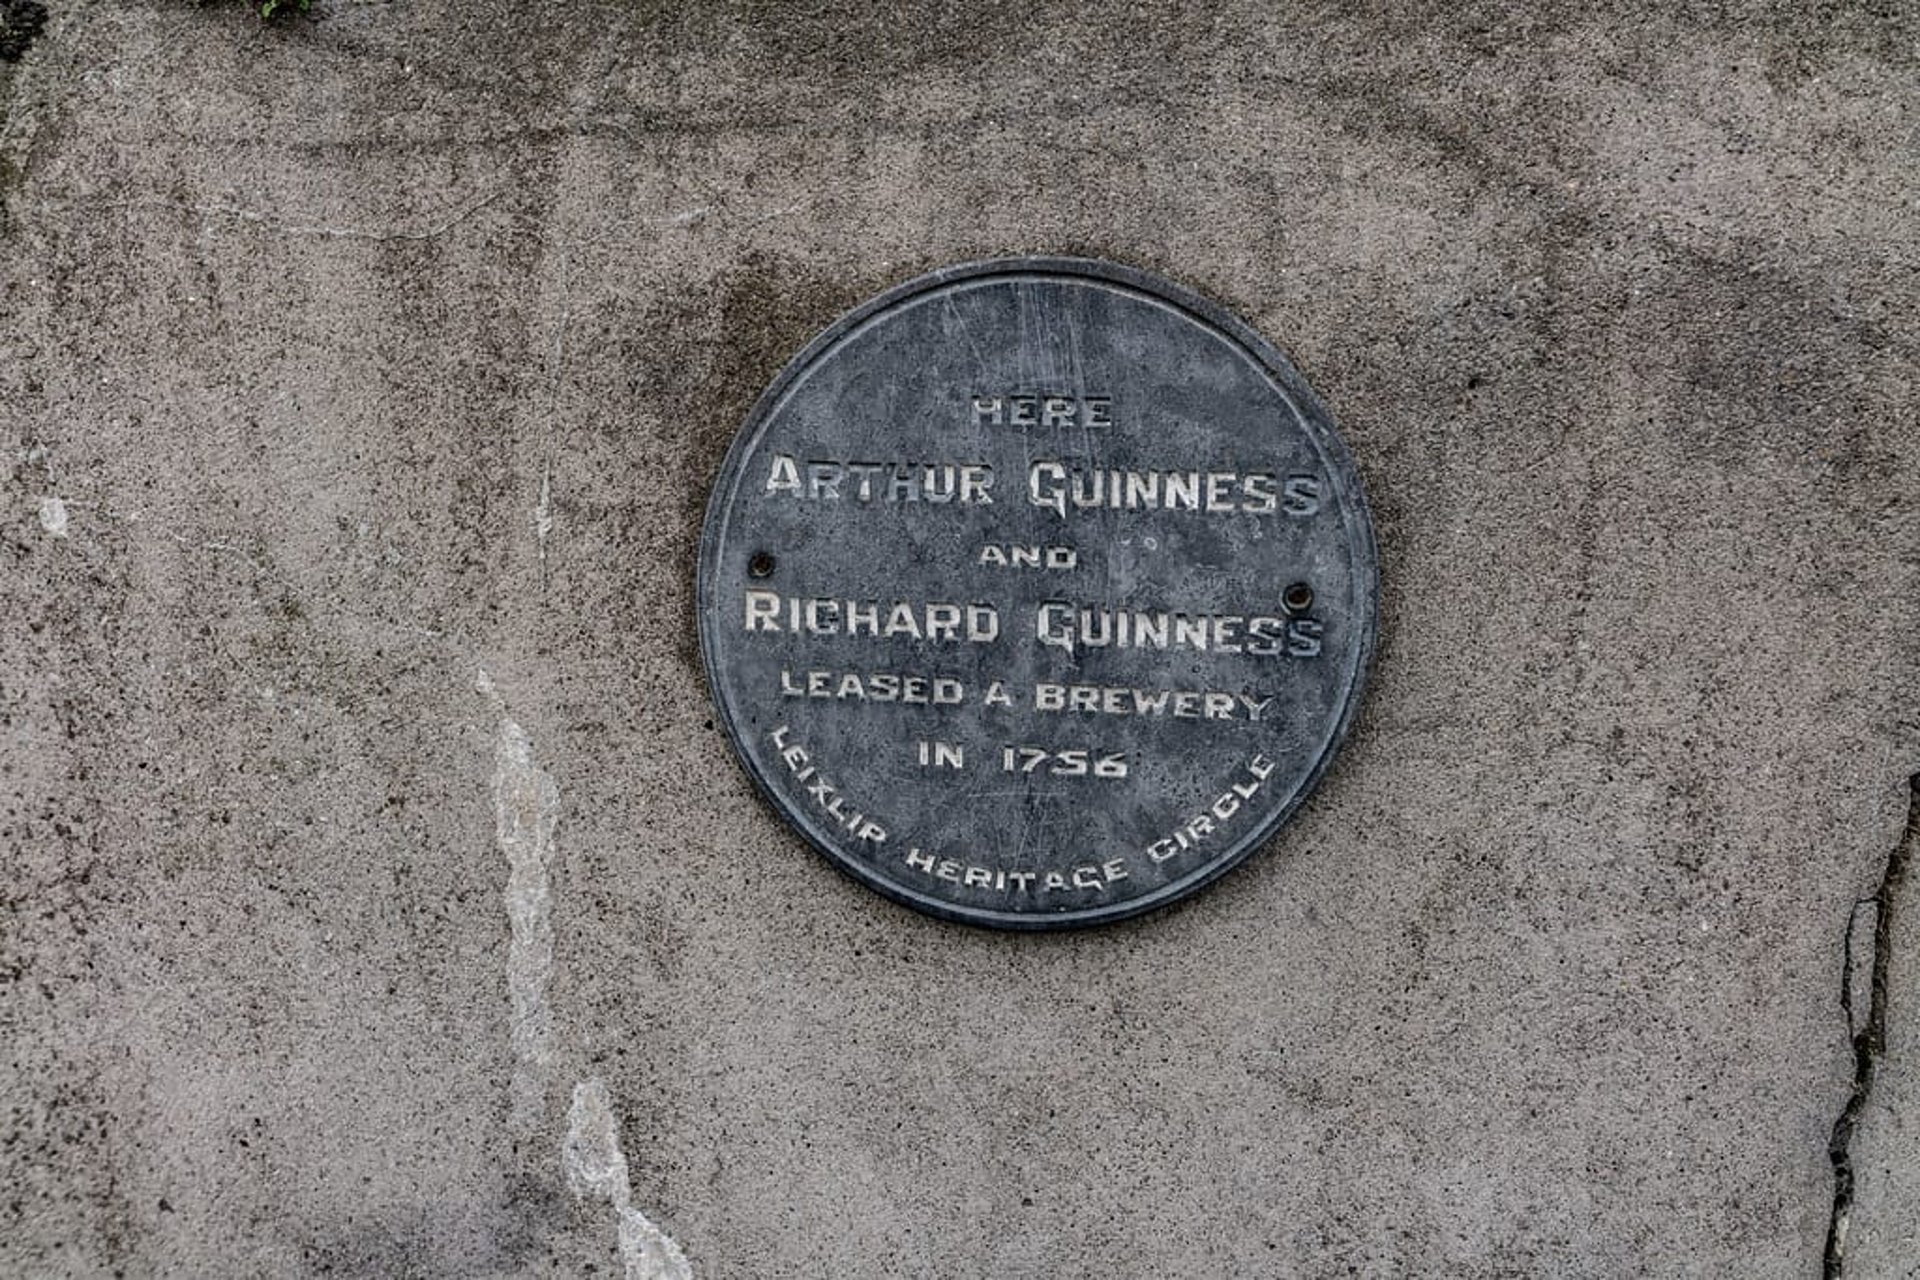 HERE
ARTHUR GUINNESS
AND
RICHARD GUINNESS
LEASED A BREWERY
IN 1756
LEIXLIP HERITAGE CIRCLE